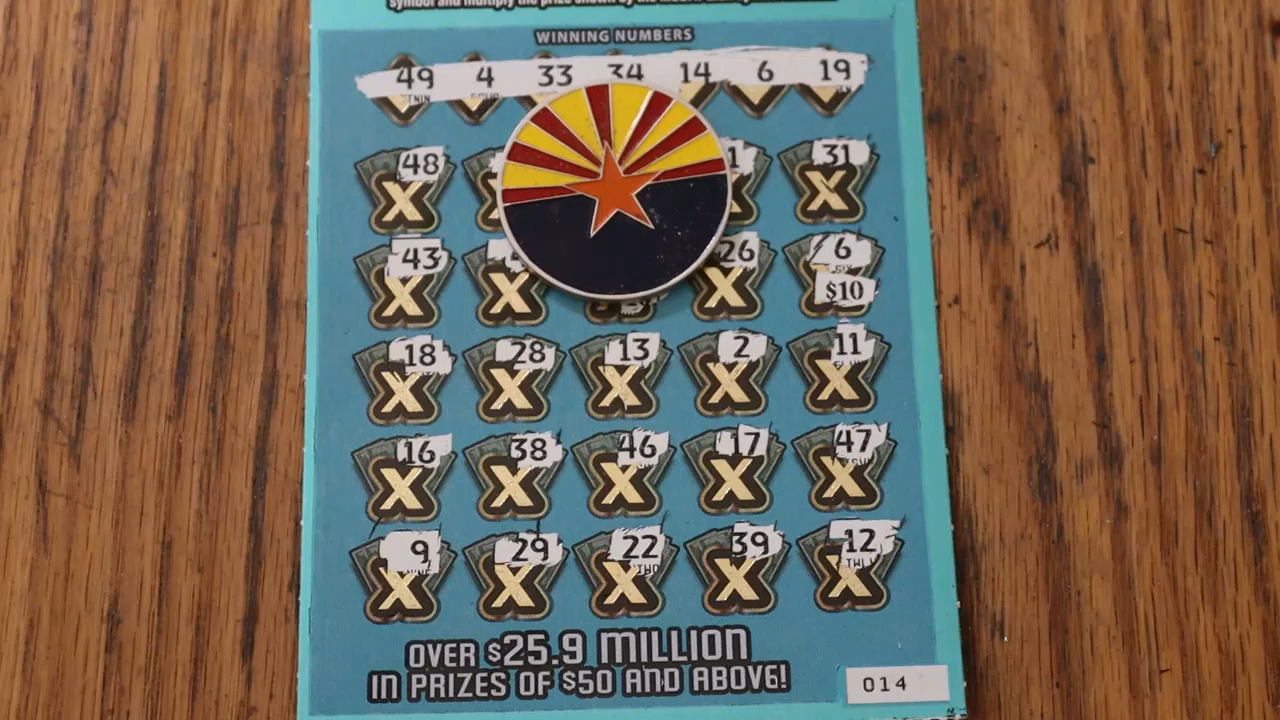 WINNING NUMBERS
49 4 33 34 14 6 19
48 31
43 26 6
SIX
$10
18 28 13 2 11
16 38 46 17 47
9 29 22 39 12
OVER $25.9 MILLION
IN PRIZES OF $50 AND ABOVE!
014